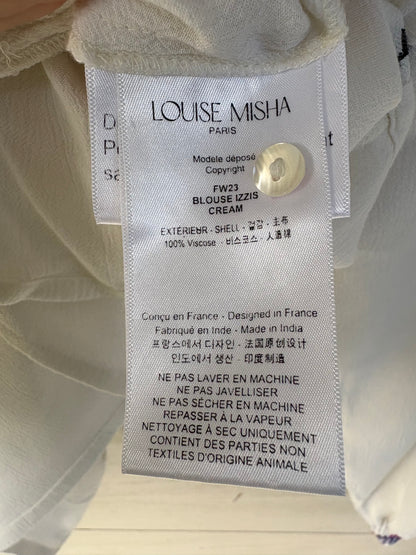 LOUISE MISHA
PARIS
Modèle déposé
Copyright
FW23
BLOUSE IZZIS
CREAM
EXTÉRIEUR - SHELL - 겉감 - 主布
100% Viscose - 비스코스 - 人造棉
Conçu en France - Designed in France
Fabriqué en Inde - Made in India
프랑스에서 디자인 - 法国原创设计
인도에서 생산 - 印度制造
NE PAS LAVER EN MACHINE
NE PAS JAVELLISER
NE PAS SÉCHER EN MACHINE
REPASSER À LA VAPEUR
NETTOYAGE À SEC UNIQUEMENT
CONTIENT DES PARTIES NON
TEXTILES D'ORIGINE ANIMALE